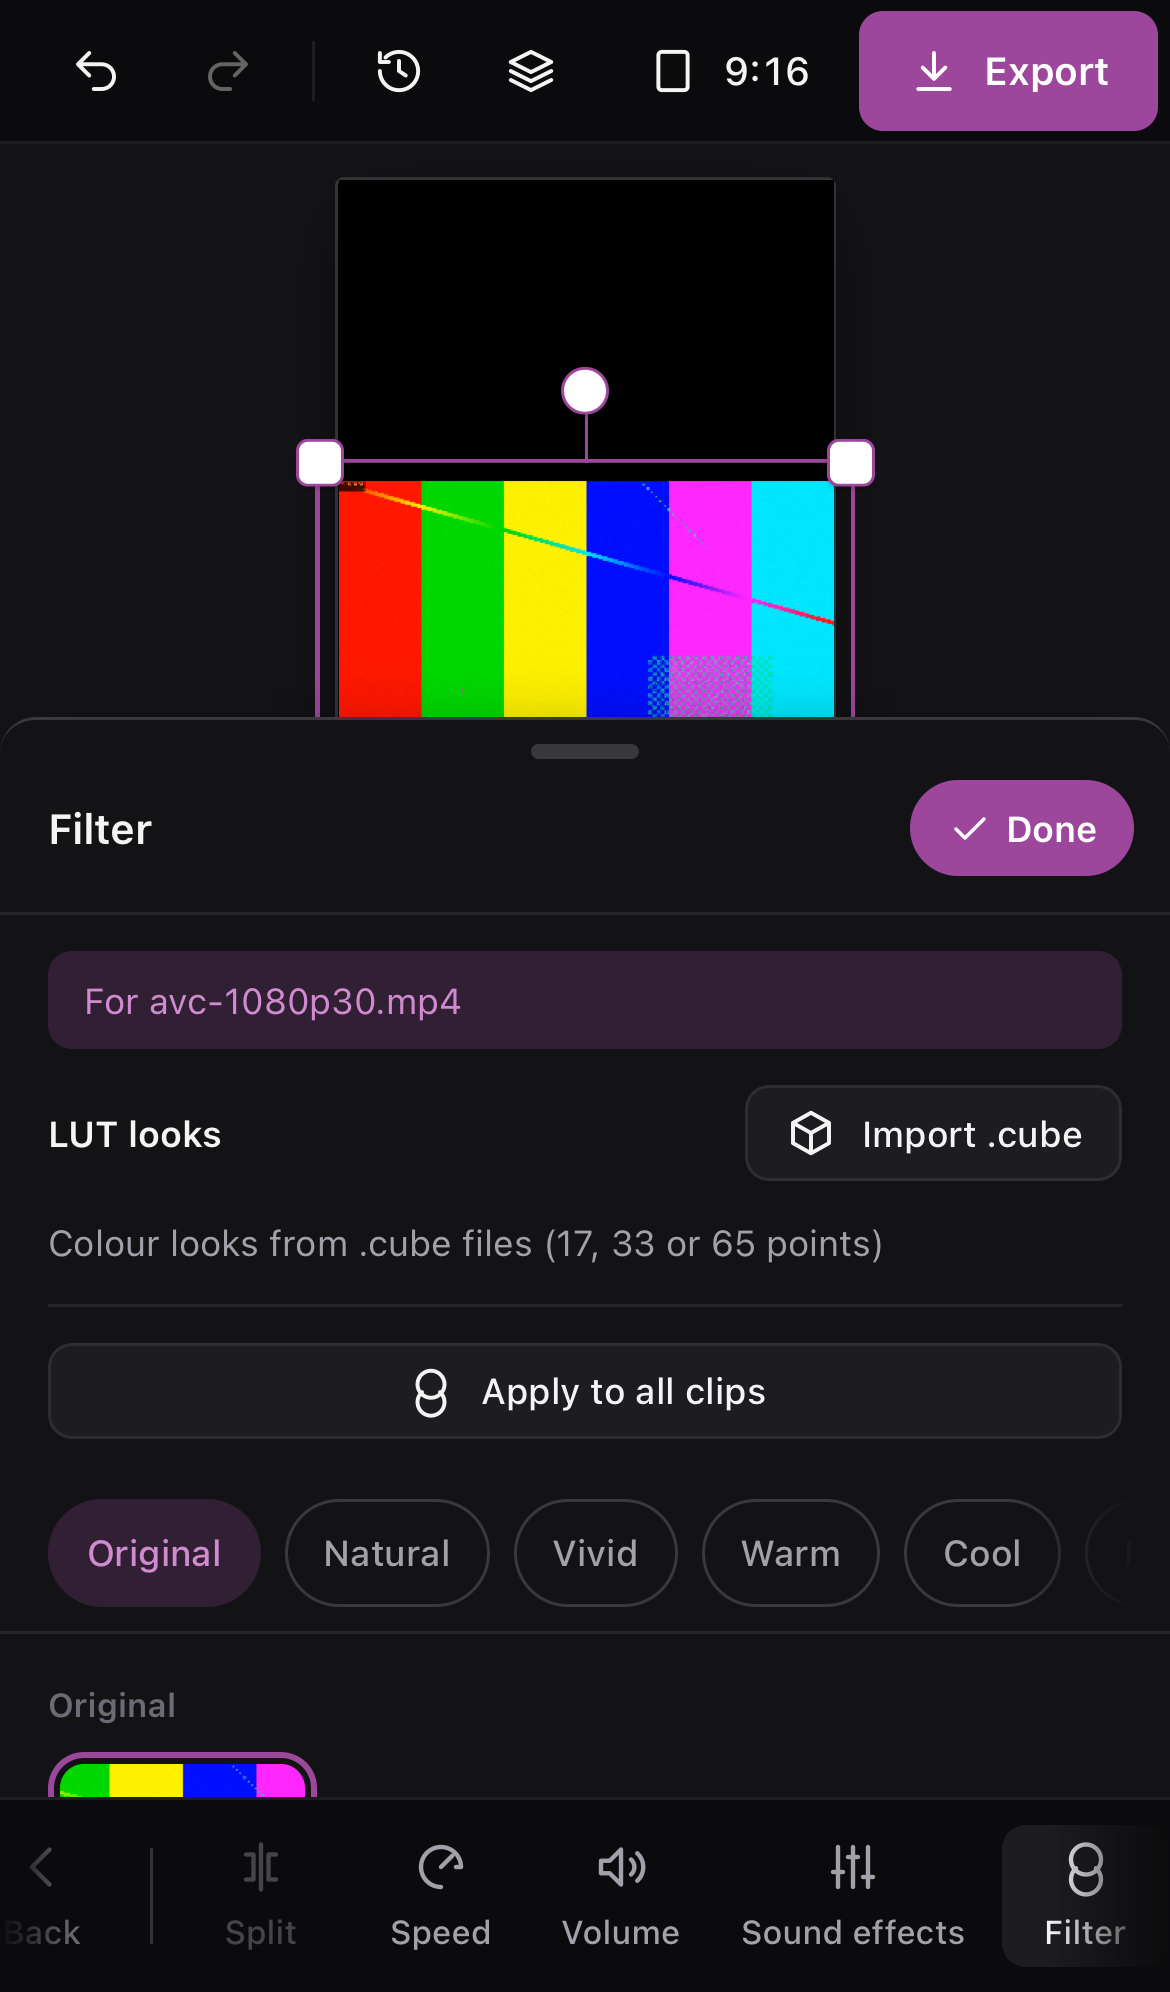 9:16
Export
Filter
Done
For avc-1080p30.mp4
LUT looks
Import .cube
Colour looks from .cube files (17, 33 or 65 points)
Apply to all clips
Original
Natural
Vivid
Warm
Cool
Original
Back
Split
Speed
Volume
Sound effects
Filter